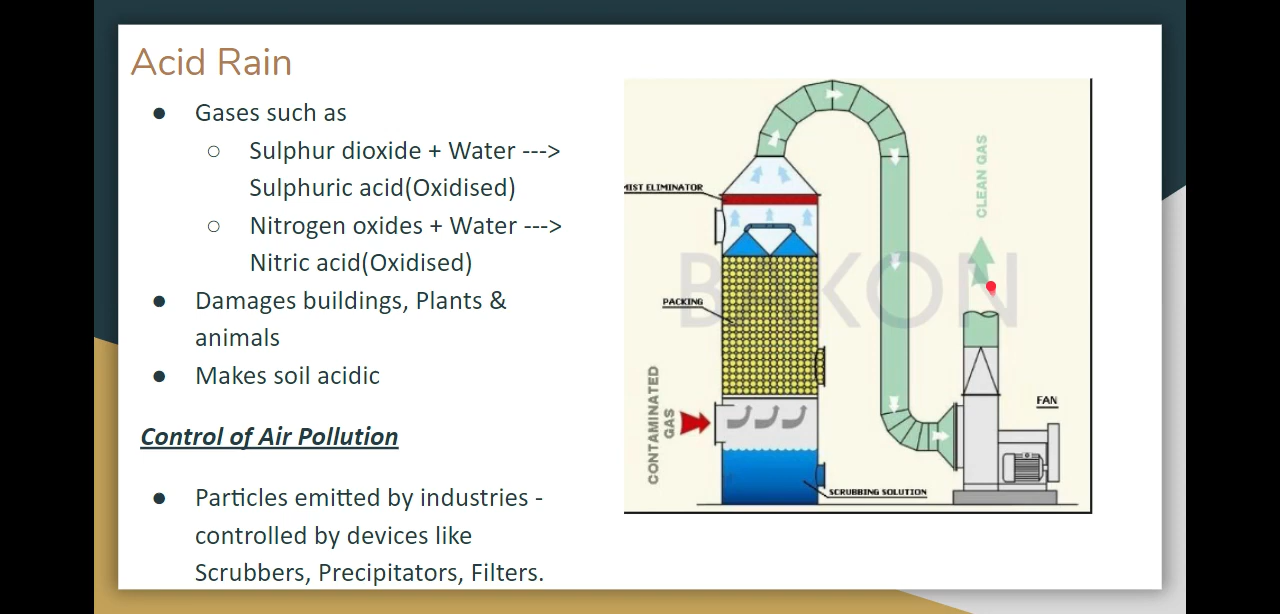 Acid Rain
● Gases such as
○ Sulphur dioxide + Water --->
Sulphuric acid(Oxidised)
○ Nitrogen oxides + Water --->
Nitric acid(Oxidised)
● Damages buildings, Plants &
animals
● Makes soil acidic
Control of Air Pollution
● Particles emitted by industries -
controlled by devices like
Scrubbers, Precipitators, Filters.
MIST ELIMINATOR
PACKING
CONTAMINATED
GAS
SCRUBBING SOLUTION
CLEAN GAS
FAN